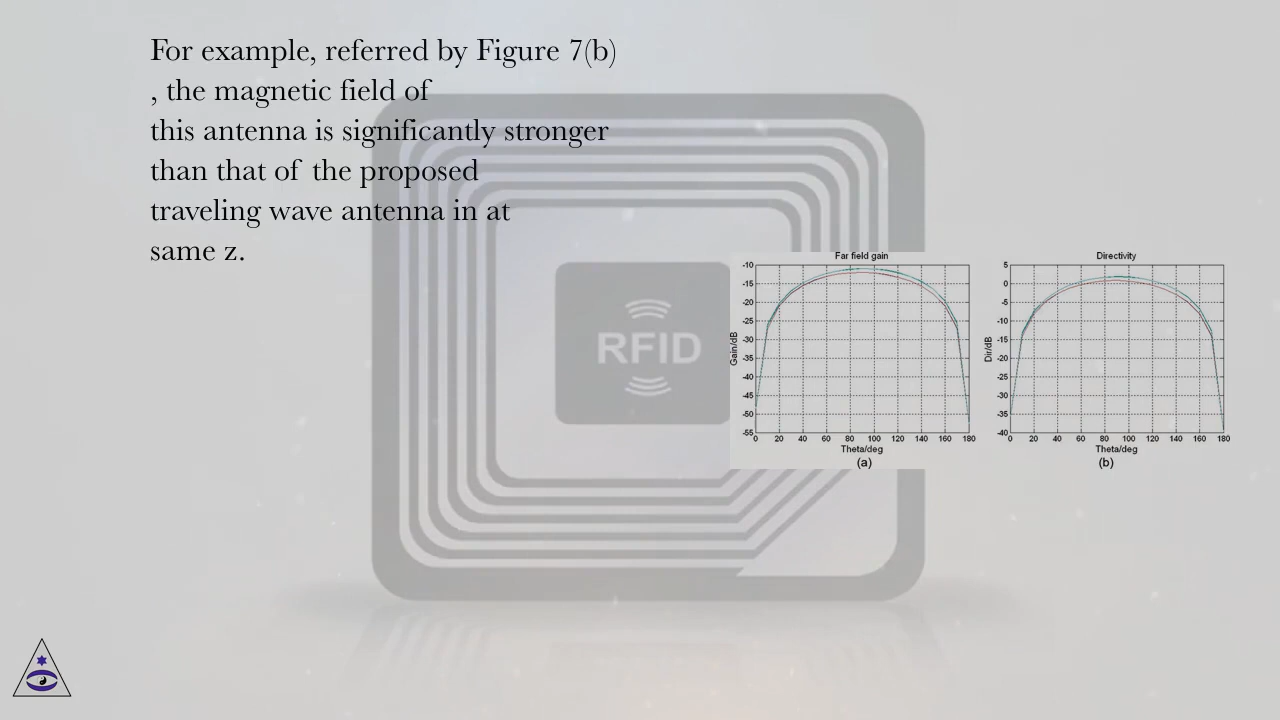 For example, referred by Figure 7(b)
, the magnetic field of
this antenna is significantly stronger
than that of the proposed
traveling wave antenna in at
same z.
RFID
Far field gain
Gain/dB
-10
-15
-20
-25
-30
-35
-40
-45
-50
-55
0 20 40 60 80 100 120 140 160 180
Theta/deg
(a)
Directivity
Dir/dB
5
0
-5
-10
-15
-20
-25
-30
-35
-40
0 20 40 60 80 100 120 140 160 180
Theta/deg
(b)